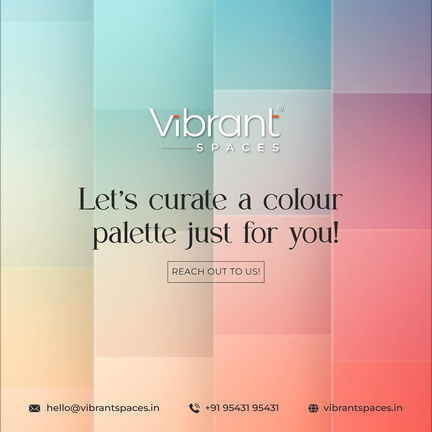 Vibrant®
SPACES
Let's curate a colour
palette just for you!
REACH OUT TO US!
hello@vibrantspaces.in +91 95431 95431 vibrantspaces.in